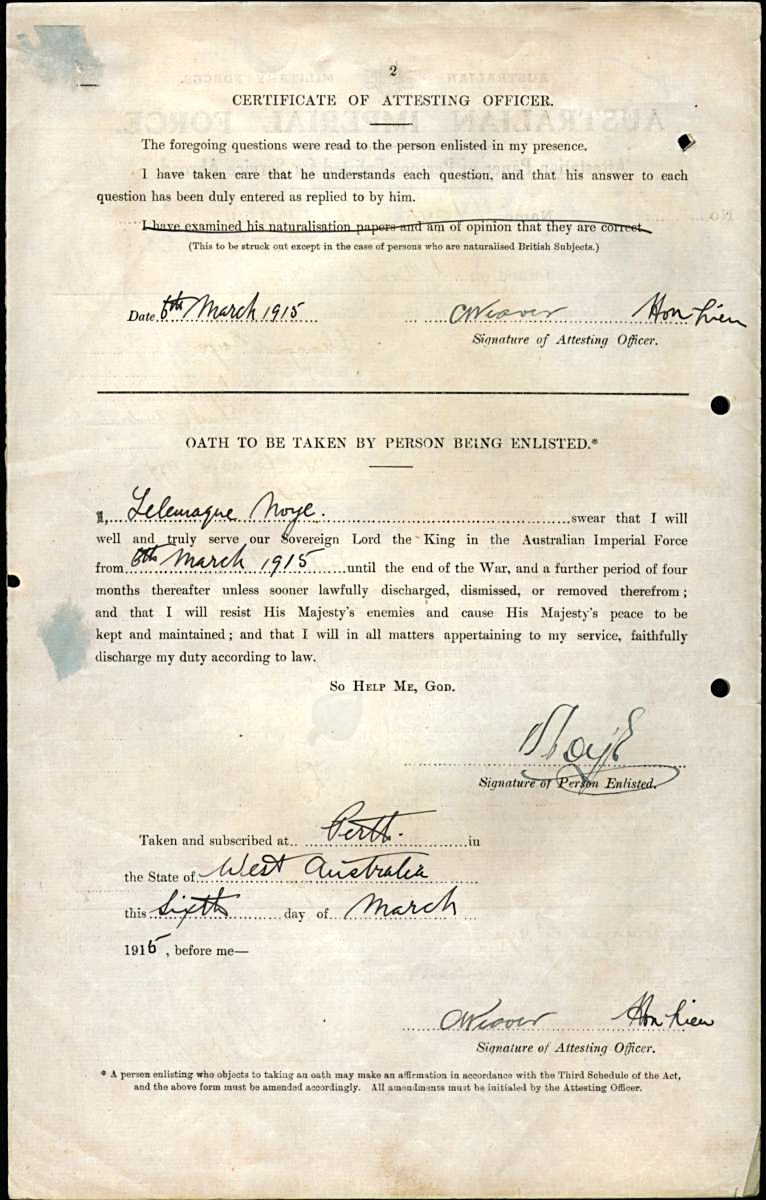 2
CERTIFICATE OF ATTESTING OFFICER.
The foregoing questions were read to the person enlisted in my presence.
I have taken care that he understands each question, and that his answer to each
question has been duly entered as replied to by him.
I have examined his naturalisation papers and am of opinion that they are correct.
(This to be struck out except in the case of persons who are naturalised British Subjects.)
Date 6th March 1915 CWeaver Hon Lieu
Signature of Attesting Officer.
OATH TO BE TAKEN BY PERSON BEING ENLISTED.*
I, Telemaque Noye. swear that I will
well and truly serve our Sovereign Lord the King in the Australian Imperial Force
from 6th March 1915 until the end of the War, and a further period of four
months thereafter unless sooner lawfully discharged, dismissed, or removed therefrom;
and that I will resist His Majesty's enemies and cause His Majesty's peace to be
kept and maintained; and that I will in all matters appertaining to my service, faithfully
discharge my duty according to law.
SO HELP ME, GOD.
Noye
Signature of Person Enlisted.
Taken and subscribed at Perth. in
the State of West Australia
this Sixth day of March
1915, before me—
CWeaver Hon Lieu
Signature of Attesting Officer.
* A person enlisting who objects to taking an oath may make an affirmation in accordance with the Third Schedule of the Act,
and the above form must be amended accordingly. All amendments must be initialed by the Attesting Officer.